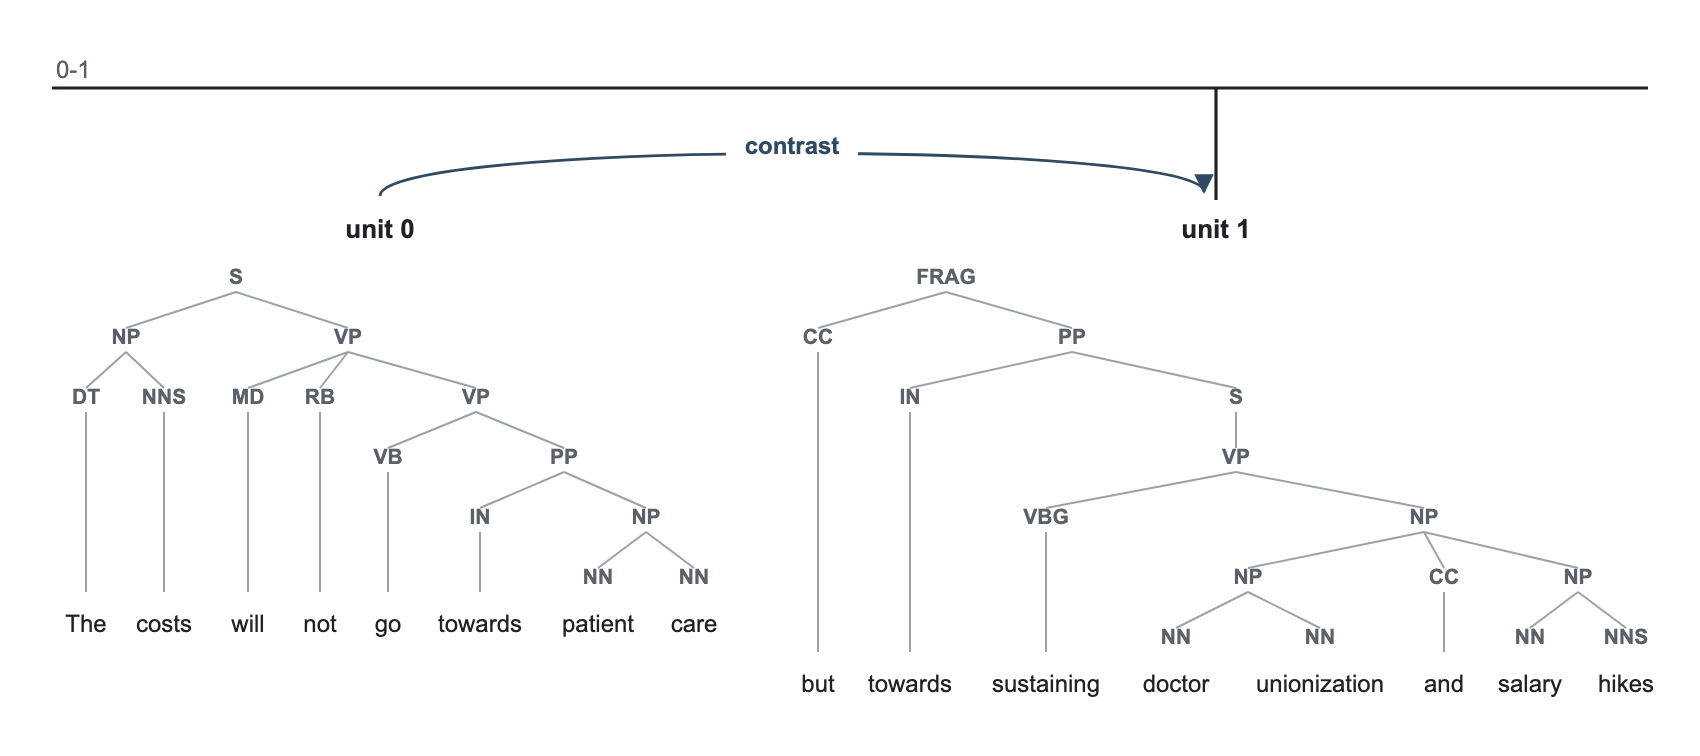 0-1
contrast
unit 0 unit 1
S FRAG
NP VP CC PP
DT NNS MD RB VP IN S
VB PP VP
IN NP VBG NP
NN NN NP CC NP
The costs will not go towards patient care
NN NN NN NNS
but towards sustaining doctor unionization and salary hikes